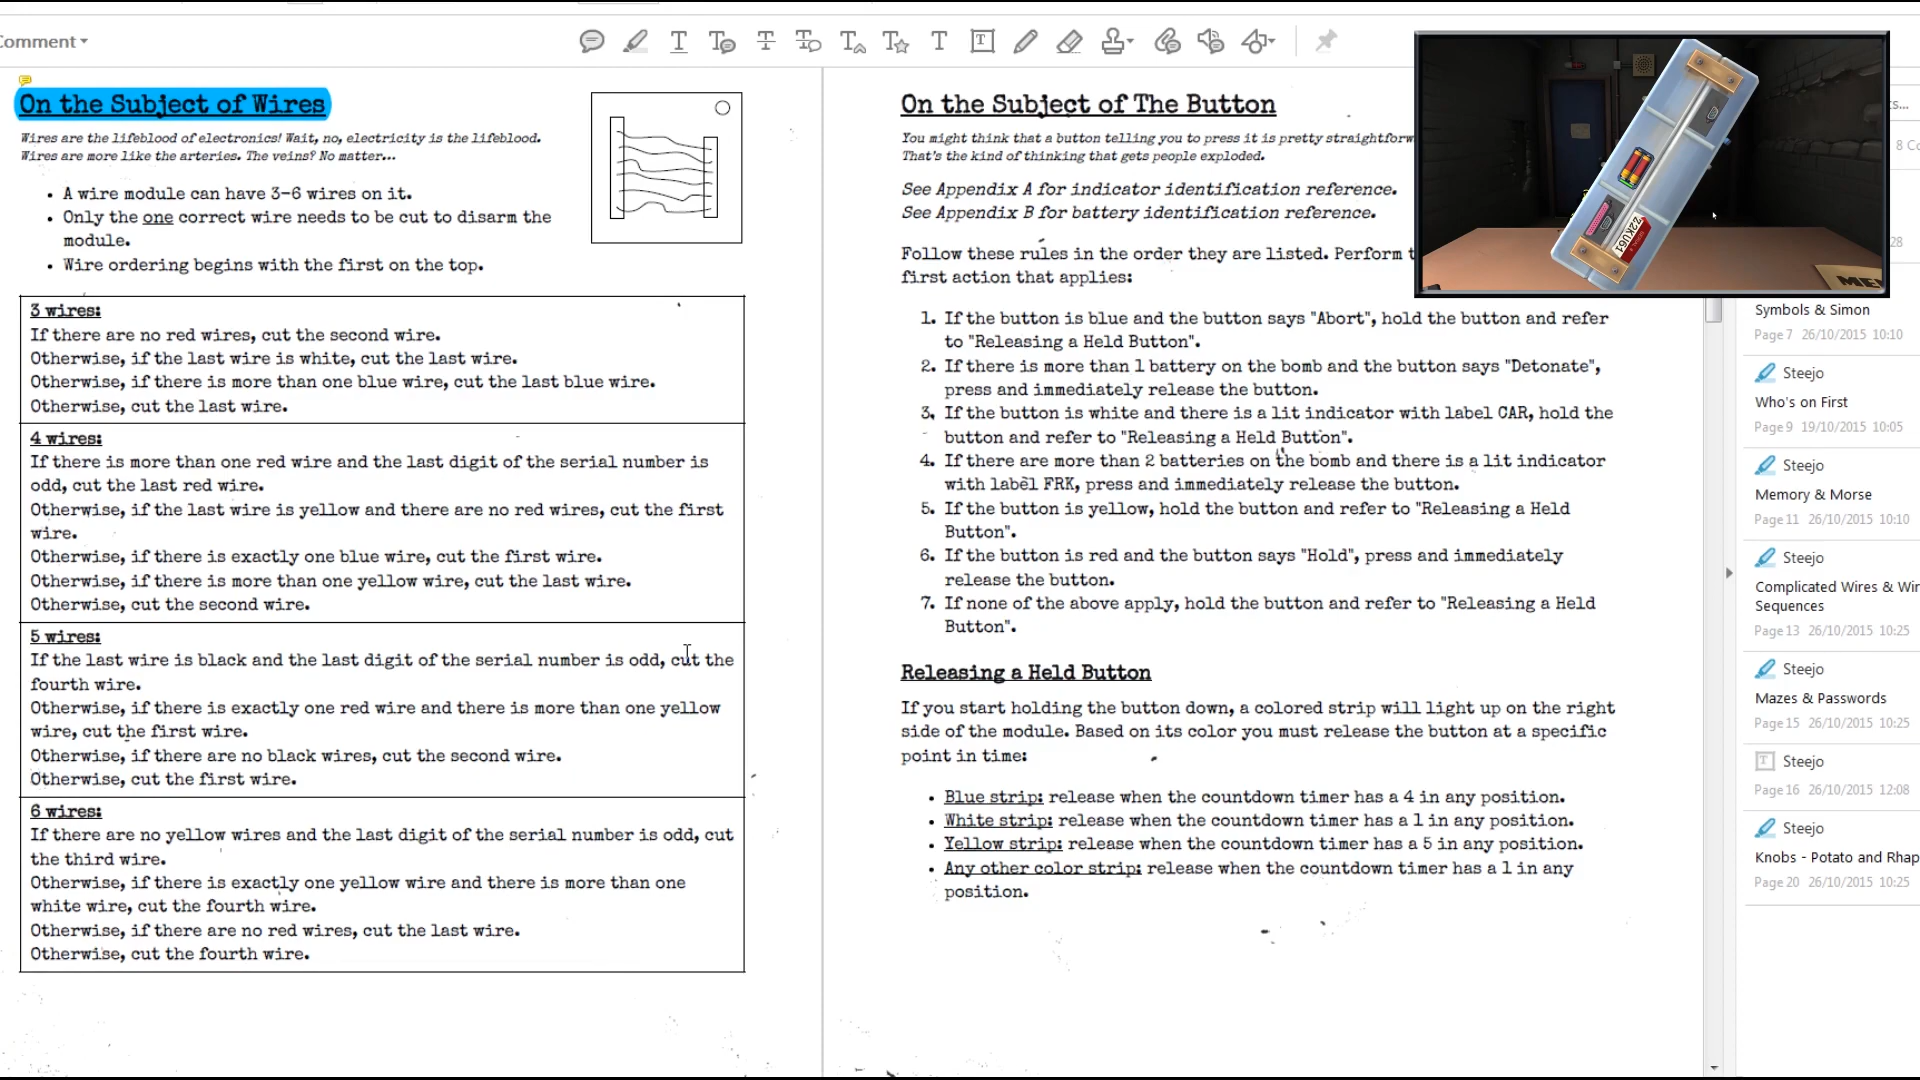 Comment
On the Subject of Wires
Wires are the lifeblood of electronics! Wait, no, electricity is the lifeblood.
Wires are more like the arteries. The veins? No matter...
• A wire module can have 3-6 wires on it.
• Only the one correct wire needs to be cut to disarm the
module.
• Wire ordering begins with the first on the top.
3 wires:
If there are no red wires, cut the second wire.
Otherwise, if the last wire is white, cut the last wire.
Otherwise, if there is more than one blue wire, cut the last blue wire.
Otherwise, cut the last wire.
4 wires:
If there is more than one red wire and the last digit of the serial number is
odd, cut the last red wire.
Otherwise, if the last wire is yellow and there are no red wires, cut the first
wire.
Otherwise, if there is exactly one blue wire, cut the first wire.
Otherwise, if there is more than one yellow wire, cut the last wire.
Otherwise, cut the second wire.
5 wires:
If the last wire is black and the last digit of the serial number is odd, cut the
fourth wire.
Otherwise, if there is exactly one red wire and there is more than one yellow
wire, cut the first wire.
Otherwise, if there are no black wires, cut the second wire.
Otherwise, cut the first wire.
6 wires:
If there are no yellow wires and the last digit of the serial number is odd, cut
the third wire.
Otherwise, if there is exactly one yellow wire and there is more than one
white wire, cut the fourth wire.
Otherwise, if there are no red wires, cut the last wire.
Otherwise, cut the fourth wire.
On the Subject of The Button
You might think that a button telling you to press it is pretty straightforw
That's the kind of thinking that gets people exploded.
See Appendix A for indicator identification reference.
See Appendix B for battery identification reference.
Follow these rules in the order they are listed. Perform t
first action that applies:
1. If the button is blue and the button says "Abort", hold the button and refer
to "Releasing a Held Button".
2. If there is more than 1 battery on the bomb and the button says "Detonate",
press and immediately release the button.
3. If the button is white and there is a lit indicator with label CAR, hold the
button and refer to "Releasing a Held Button".
4. If there are more than 2 batteries on the bomb and there is a lit indicator
with label FRK, press and immediately release the button.
5. If the button is yellow, hold the button and refer to "Releasing a Held
Button".
6. If the button is red and the button says "Hold", press and immediately
release the button.
7. If none of the above apply, hold the button and refer to "Releasing a Held
Button".
Releasing a Held Button
If you start holding the button down, a colored strip will light up on the right
side of the module. Based on its color you must release the button at a specific
point in time:
• Blue strip: release when the countdown timer has a 4 in any position.
• White strip: release when the countdown timer has a 1 in any position.
• Yellow strip: release when the countdown timer has a 5 in any position.
• Any other color strip: release when the countdown timer has a 1 in any
position.
ts...
8 Co
28
Symbols & Simon
Page 7 26/10/2015 10:10
Steejo
Who's on First
Page 9 19/10/2015 10:05
Steejo
Memory & Morse
Page 11 26/10/2015 10:10
Steejo
Complicated Wires & Wir
Sequences
Page 13 26/10/2015 10:25
Steejo
Mazes & Passwords
Page 15 26/10/2015 10:25
Steejo
Page 16 26/10/2015 12:08
Steejo
Knobs - Potato and Rhap
Page 20 26/10/2015 10:25